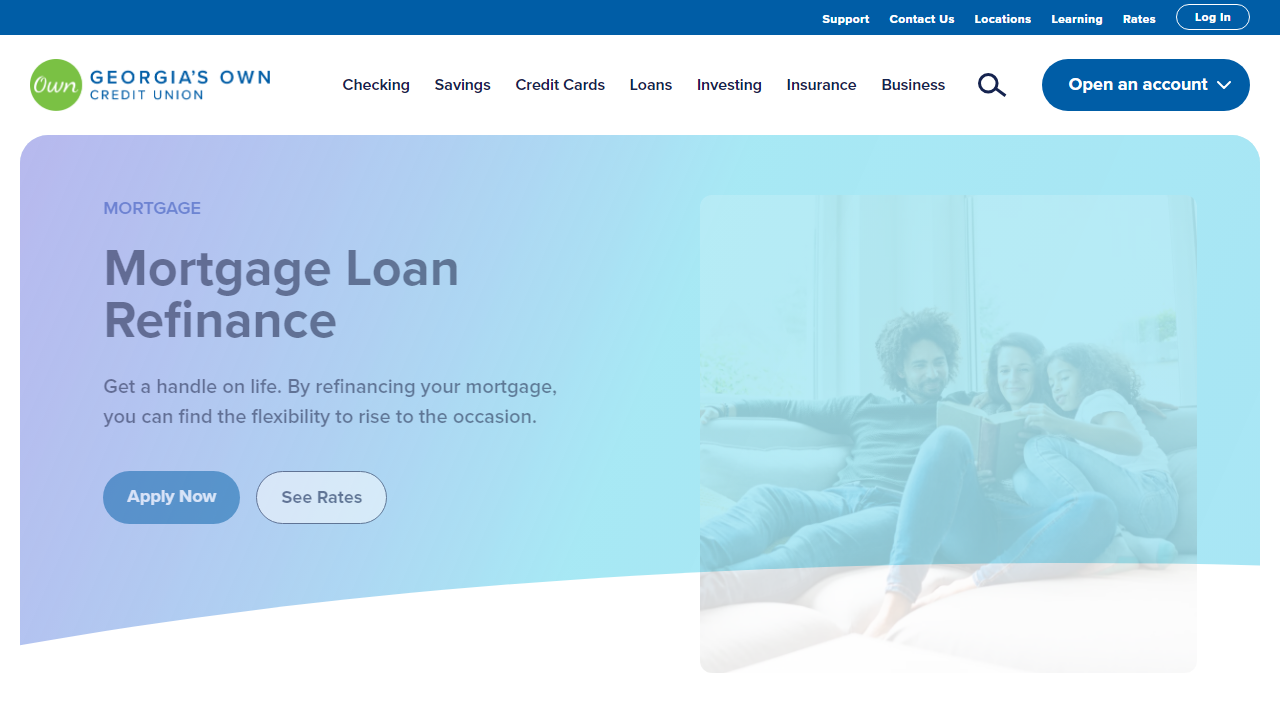 Support Contact Us Locations Learning Rates Log In
Own GEORGIA'S OWN
CREDIT UNION
Checking Savings Credit Cards Loans Investing Insurance Business Open an account
MORTGAGE
Mortgage Loan
Refinance
Get a handle on life. By refinancing your mortgage,
you can find the flexibility to rise to the occasion.
Apply Now See Rates